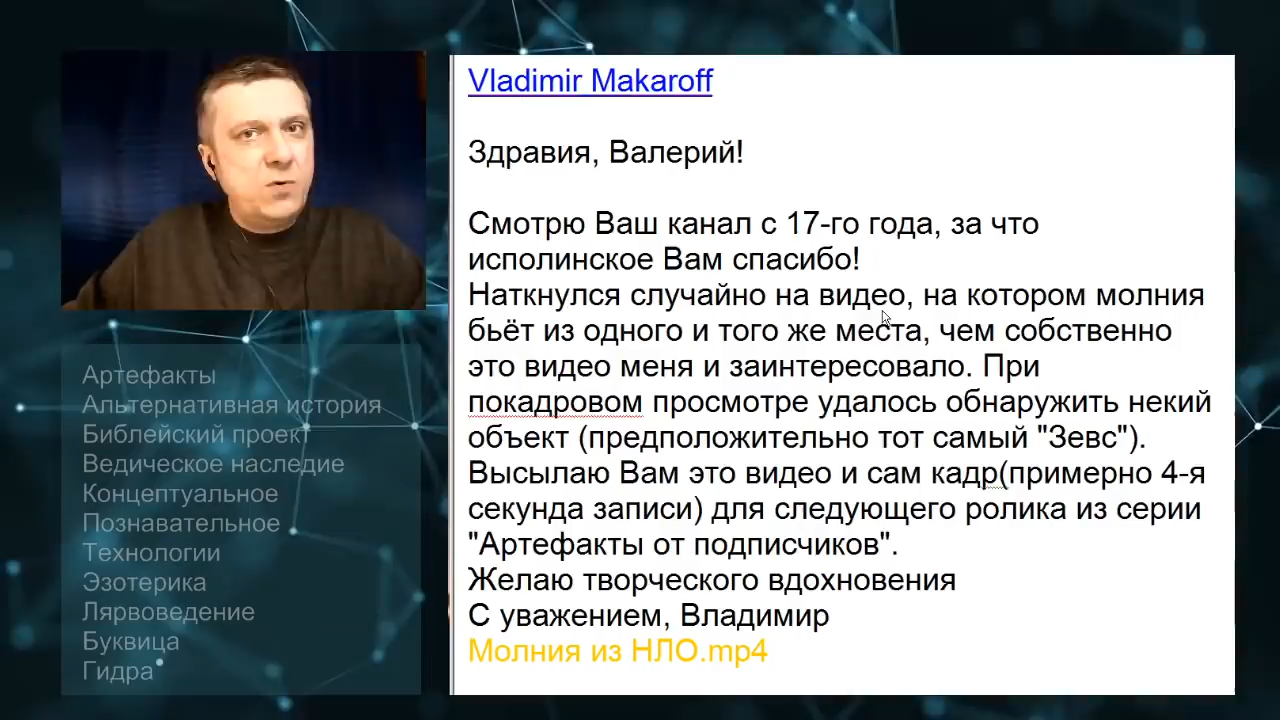 Vladimir Makaroff
Здравия, Валерий!
Смотрю Ваш канал с 17-го года, за что
исполинское Вам спасибо!
Наткнулся случайно на видео, на котором молния
бьёт из одного и того же места, чем собственно
это видео меня и заинтересовало. При
покадровом просмотре удалось обнаружить некий
объект (предположительно тот самый "Зевс").
Высылаю Вам это видео и сам кадр(примерно 4-я
секунда записи) для следующего ролика из серии
"Артефакты от подписчиков".
Желаю творческого вдохновения
С уважением, Владимир
Молния из НЛО.mp4
Артефакты
Альтернативная история
Библейский проект
Ведическое наследие
Концептуальное
Познавательное
Технологии
Эзотерика
Лярвоведение
Буквица
Гидра